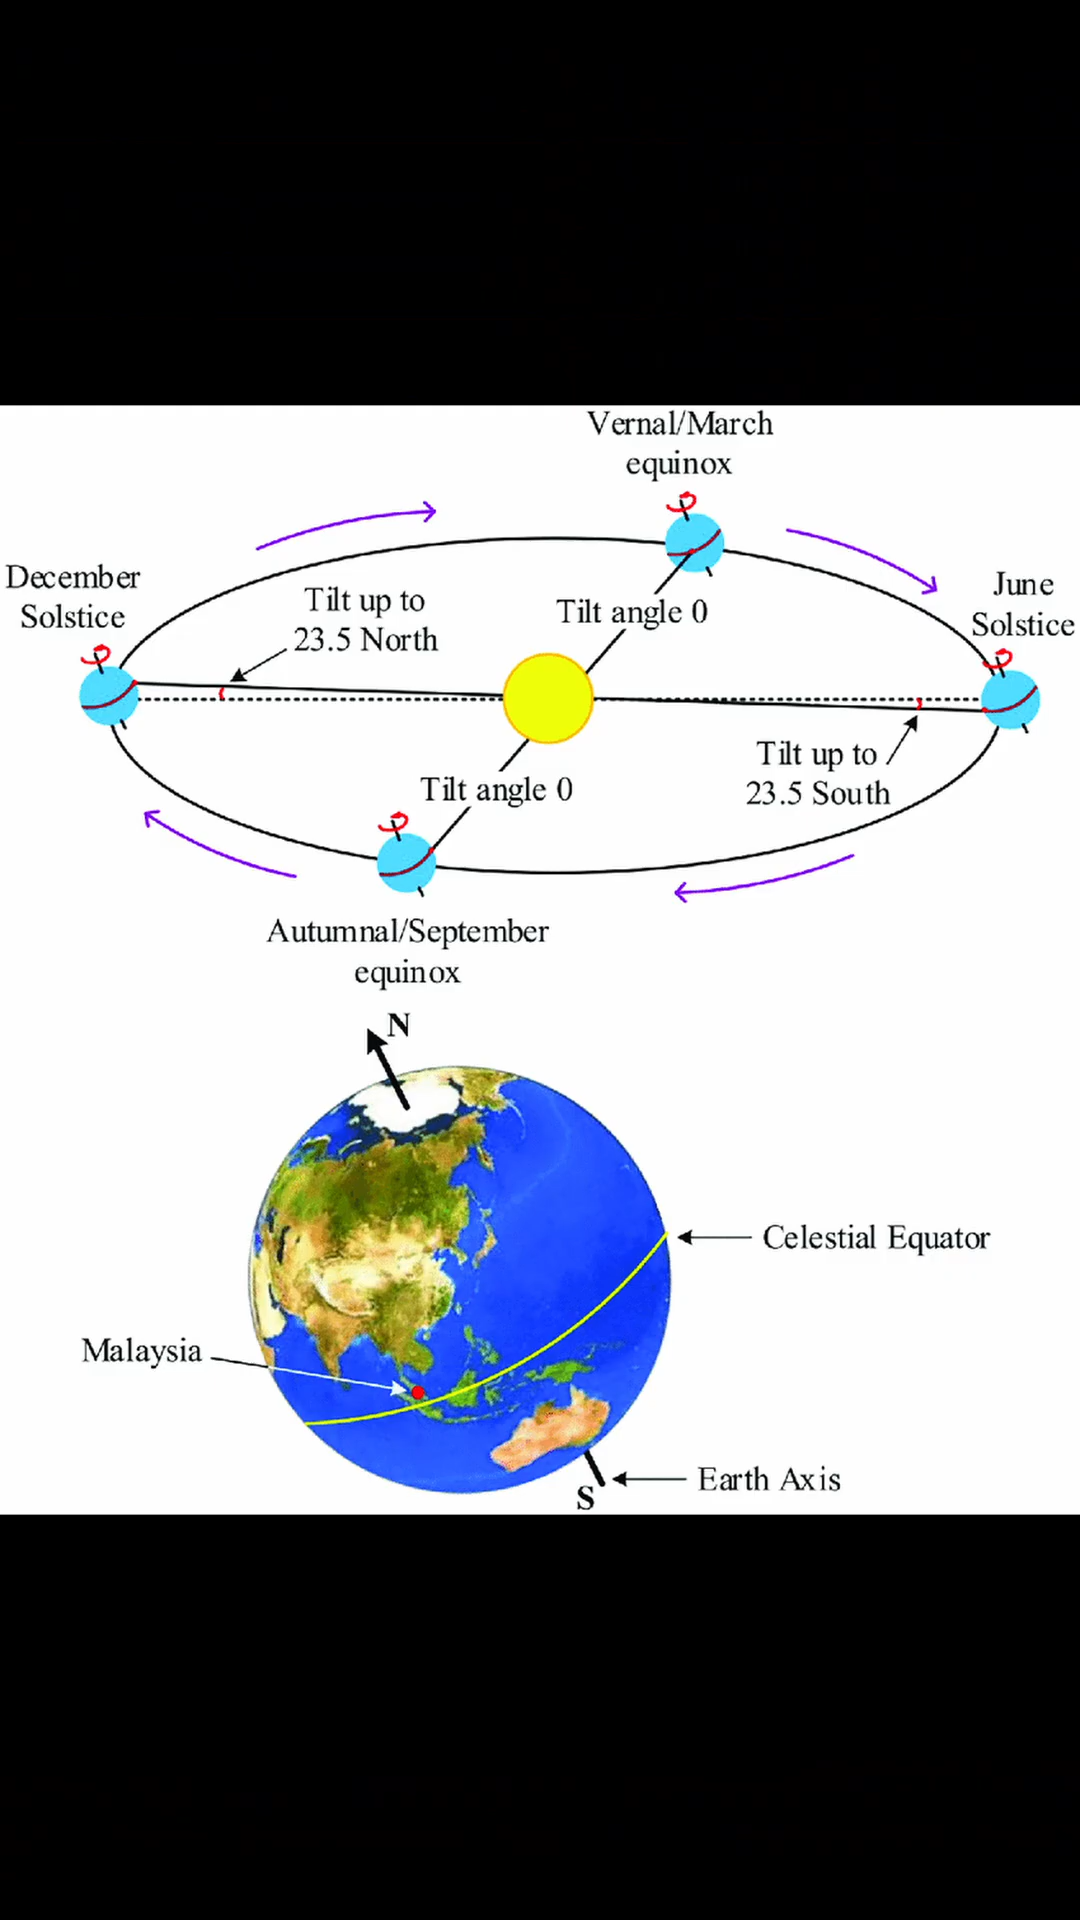 Vernal/March
equinox
December
Solstice
Tilt up to
23.5 North
Tilt angle 0
June
Solstice
Tilt up to
23.5 South
Tilt angle 0
Autumnal/September
equinox
N
Celestial Equator
Malaysia
Earth Axis
S